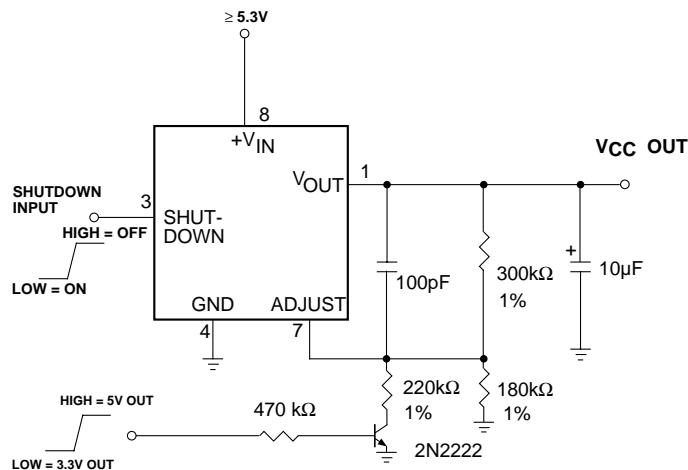 ≥ 5.3V
8
+VIN
1
VOUT
VCC OUT
SHUTDOWN
INPUT
3
SHUT-
DOWN
HIGH = OFF
LOW = ON
100pF
300kΩ
1%
+
10µF
GND
ADJUST
4
7
220kΩ
1%
180kΩ
1%
HIGH = 5V OUT
470 kΩ
2N2222
LOW = 3.3V OUT